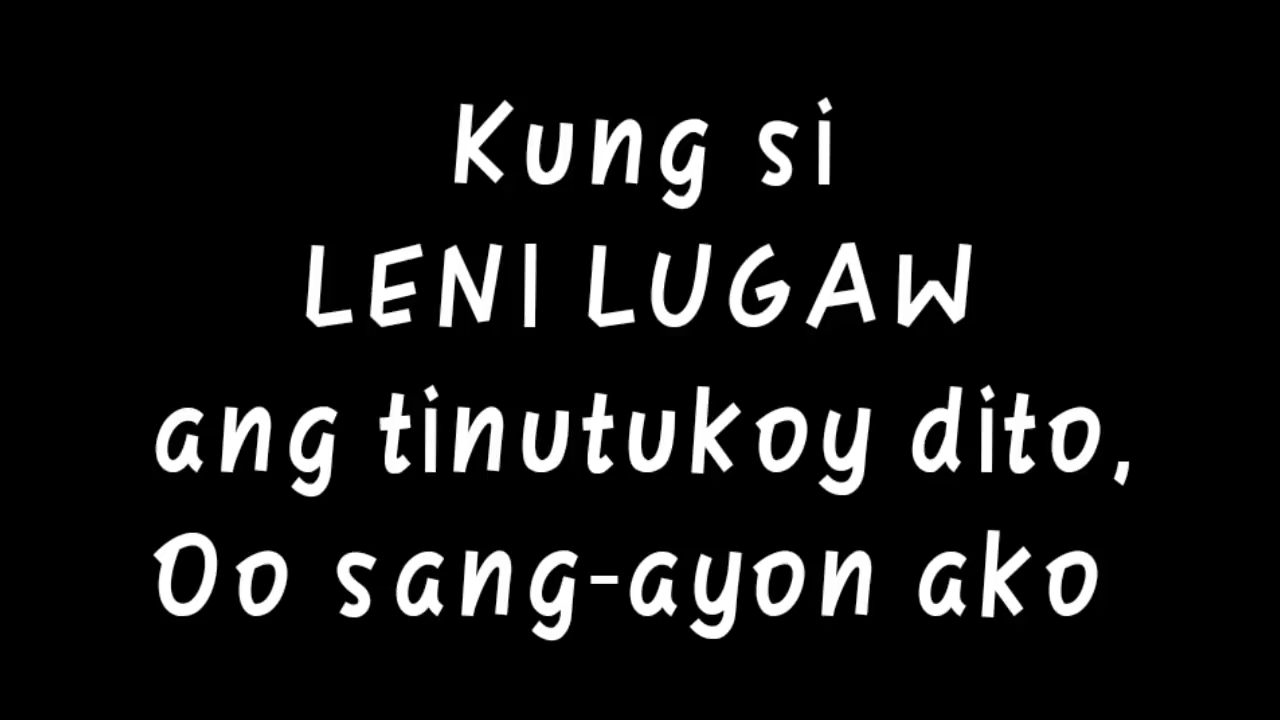 Kung si
LENI LUGAW
ang tinutukoy dito,
Oo sang-ayon ako